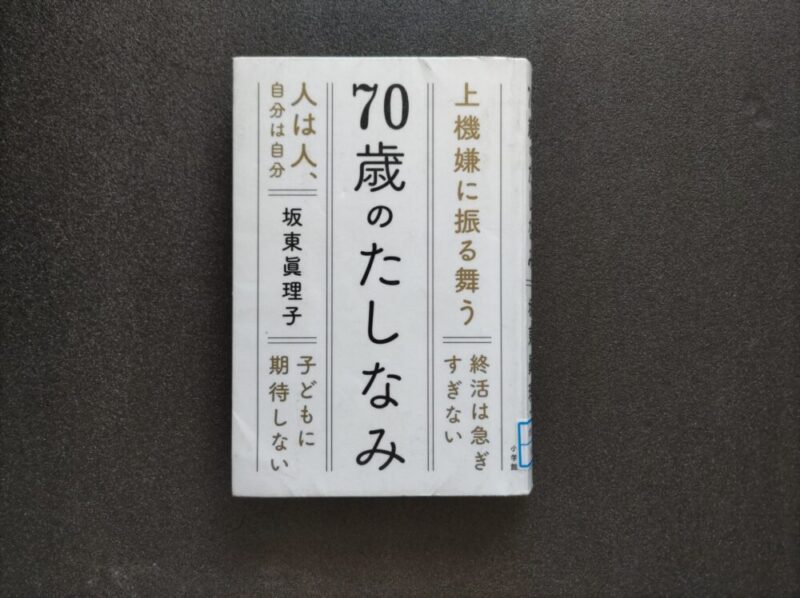 上機嫌に振る舞う
終活は急ぎ
すぎない
70歳のたしなみ
人は人、
自分は自分
坂東眞理子
子どもに
期待しない
小学館